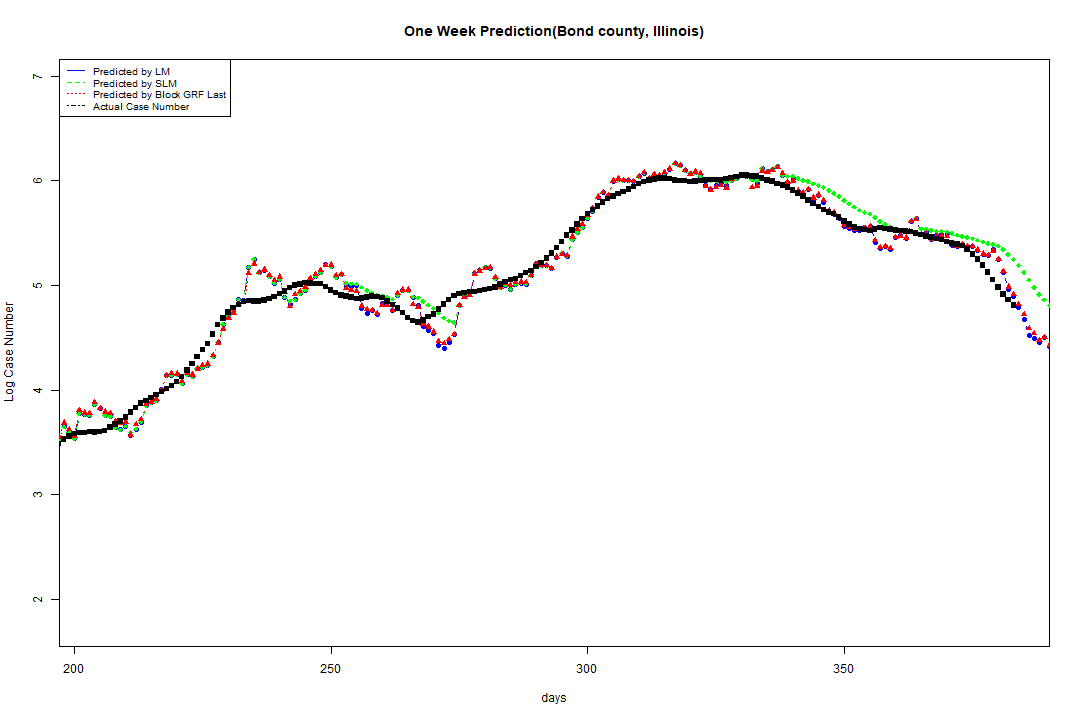 One Week Prediction(Bond county, Illinois)
Predicted by LM
Predicted by SLM
Predicted by Block GRF Last
Actual Case Number
7
6
5
4
3
2
Log Case Number
200 250 300 350
days